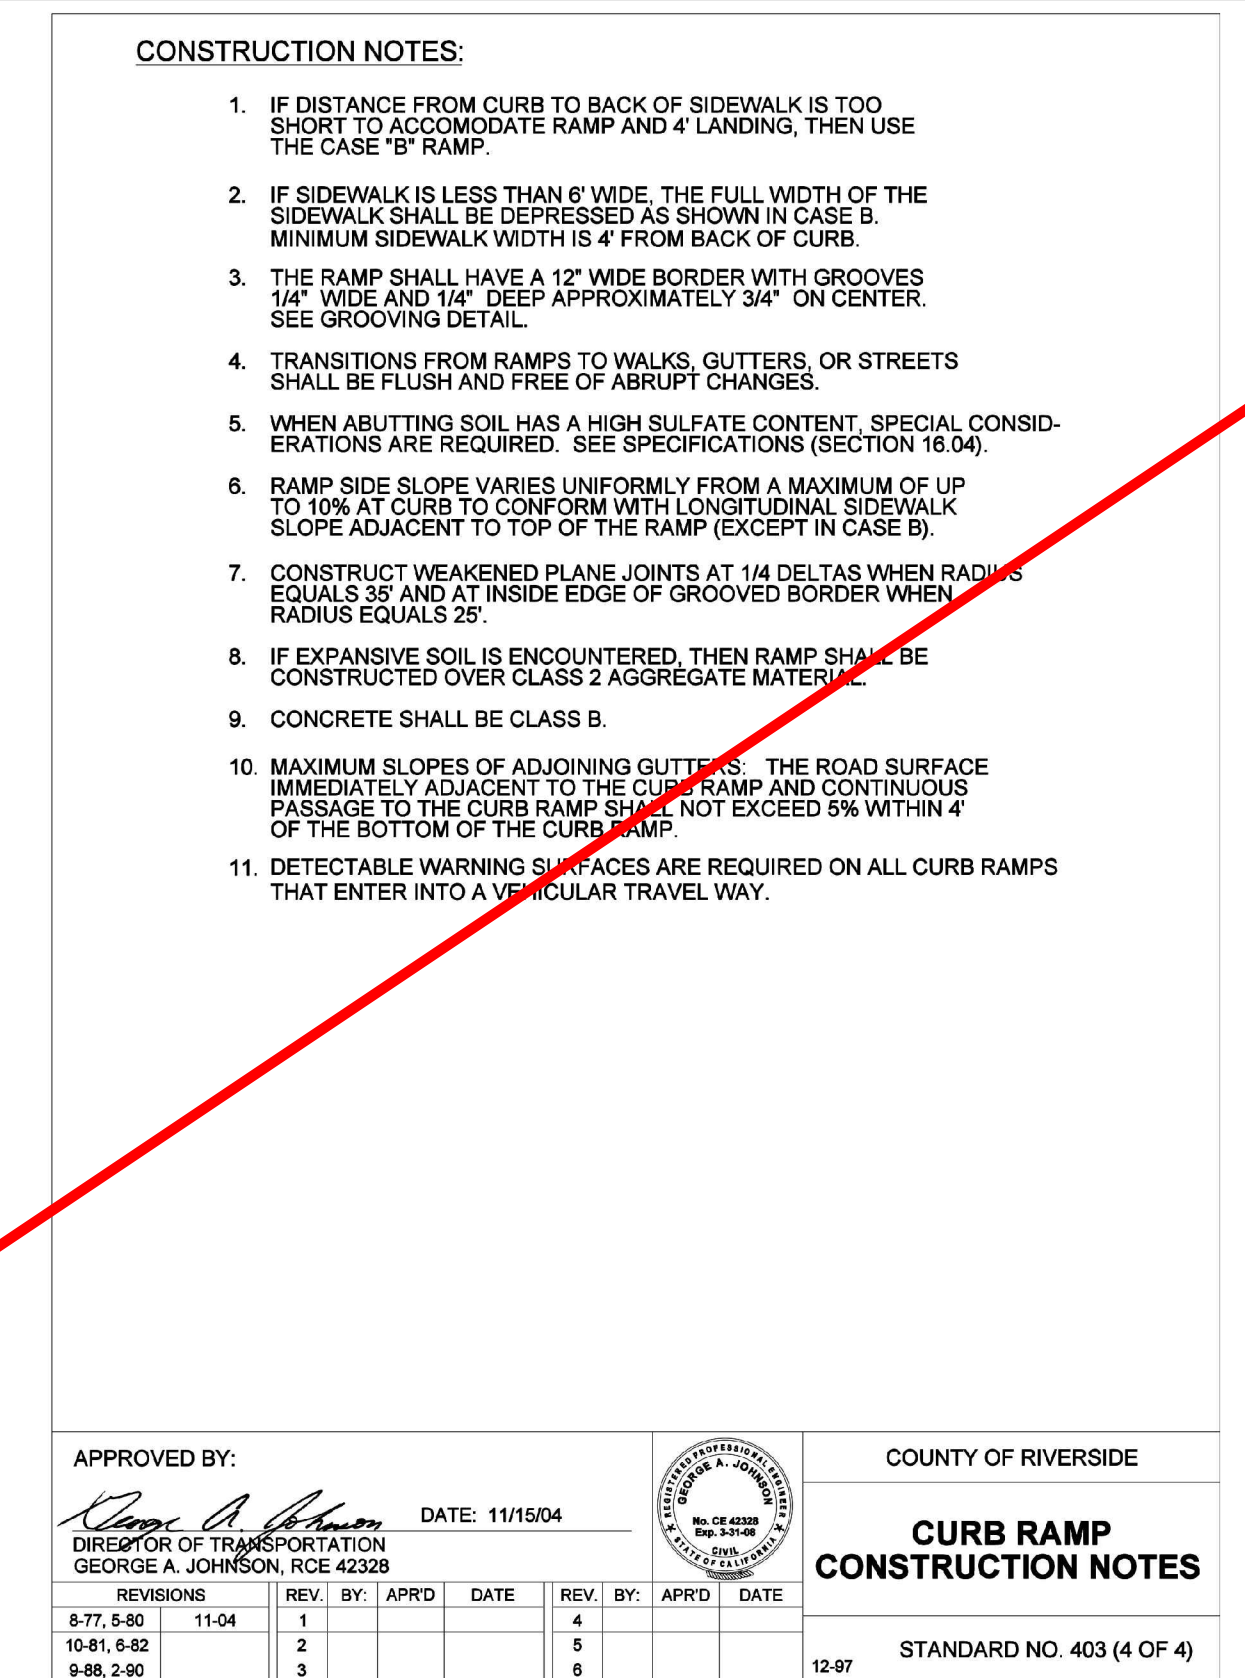 CONSTRUCTION NOTES:
1. IF DISTANCE FROM CURB TO BACK OF SIDEWALK IS TOO
SHORT TO ACCOMODATE RAMP AND 4' LANDING, THEN USE
THE CASE "B" RAMP.
2. IF SIDEWALK IS LESS THAN 6' WIDE, THE FULL WIDTH OF THE
SIDEWALK SHALL BE DEPRESSED AS SHOWN IN CASE B.
MINIMUM SIDEWALK WIDTH IS 4' FROM BACK OF CURB.
3. THE RAMP SHALL HAVE A 12" WIDE BORDER WITH GROOVES
1/4" WIDE AND 1/4" DEEP APPROXIMATELY 3/4" ON CENTER.
SEE GROOVING DETAIL.
4. TRANSITIONS FROM RAMPS TO WALKS, GUTTERS, OR STREETS
SHALL BE FLUSH AND FREE OF ABRUPT CHANGES.
5. WHEN ABUTTING SOIL HAS A HIGH SULFATE CONTENT, SPECIAL CONSID-
ERATIONS ARE REQUIRED. SEE SPECIFICATIONS (SECTION 16.04).
6. RAMP SIDE SLOPE VARIES UNIFORMLY FROM A MAXIMUM OF UP
TO 10% AT CURB TO CONFORM WITH LONGITUDINAL SIDEWALK
SLOPE ADJACENT TO TOP OF THE RAMP (EXCEPT IN CASE B).
7. CONSTRUCT WEAKENED PLANE JOINTS AT 1/4 DELTAS WHEN RADIUS
EQUALS 35' AND AT INSIDE EDGE OF GROOVED BORDER WHEN
RADIUS EQUALS 25'.
8. IF EXPANSIVE SOIL IS ENCOUNTERED, THEN RAMP SHALL BE
CONSTRUCTED OVER CLASS 2 AGGREGATE MATERIAL.
9. CONCRETE SHALL BE CLASS B.
10. MAXIMUM SLOPES OF ADJOINING GUTTERS: THE ROAD SURFACE
IMMEDIATELY ADJACENT TO THE CURB RAMP AND CONTINUOUS
PASSAGE TO THE CURB RAMP SHALL NOT EXCEED 5% WITHIN 4'
OF THE BOTTOM OF THE CURB RAMP.
11. DETECTABLE WARNING SURFACES ARE REQUIRED ON ALL CURB RAMPS
THAT ENTER INTO A VEHICULAR TRAVEL WAY.
APPROVED BY:
George A. Johnson
DATE: 11/15/04
DIRECTOR OF TRANSPORTATION
GEORGE A. JOHNSON, RCE 42328
REGISTERED PROFESSIONAL ENGINEER
GEORGE A. JOHNSON
No. CE 42328
Exp. 3-31-08
CIVIL
STATE OF CALIFORNIA
COUNTY OF RIVERSIDE
CURB RAMP
CONSTRUCTION NOTES
REVISIONS REV. BY: APR'D DATE REV. BY: APR'D DATE
8-77, 5-80 11-04 1 4
10-81, 6-82 2 5
9-88, 2-90 3 6
12-97
STANDARD NO. 403 (4 OF 4)